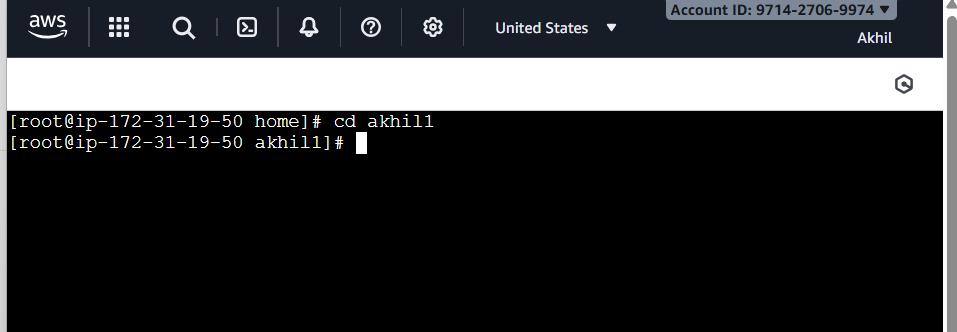 Account ID: 9714-2706-9974
aws
United States
Akhil
[root@ip-172-31-19-50 home]# cd akhil1
[root@ip-172-31-19-50 akhil1]#